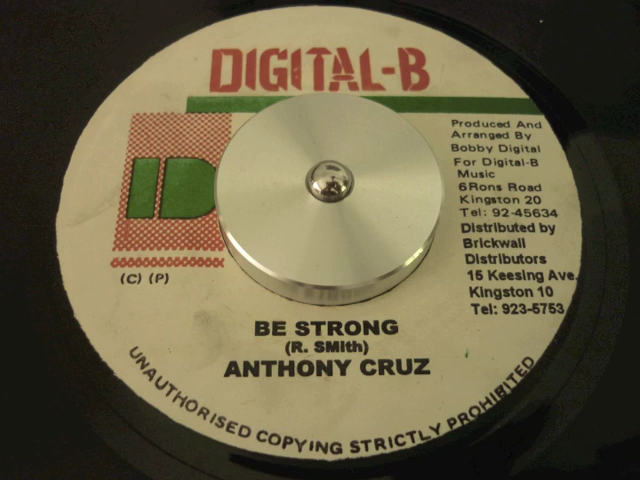 DIGITAL-B
Produced And
Arranged By
Bobby Digital
For Digital-B
Music
6Rons Road
Kingston 20
Tel: 92-45634
Distributed by
Brickwall
Distributors
15 Keesing Ave.
Kingston 10
Tel: 923-5753
D
(C) (P)
BE STRONG
(R. SMIth)
ANTHONY CRUZ
UNAUTHORISED COPYING STRICTLY PROHIBITED